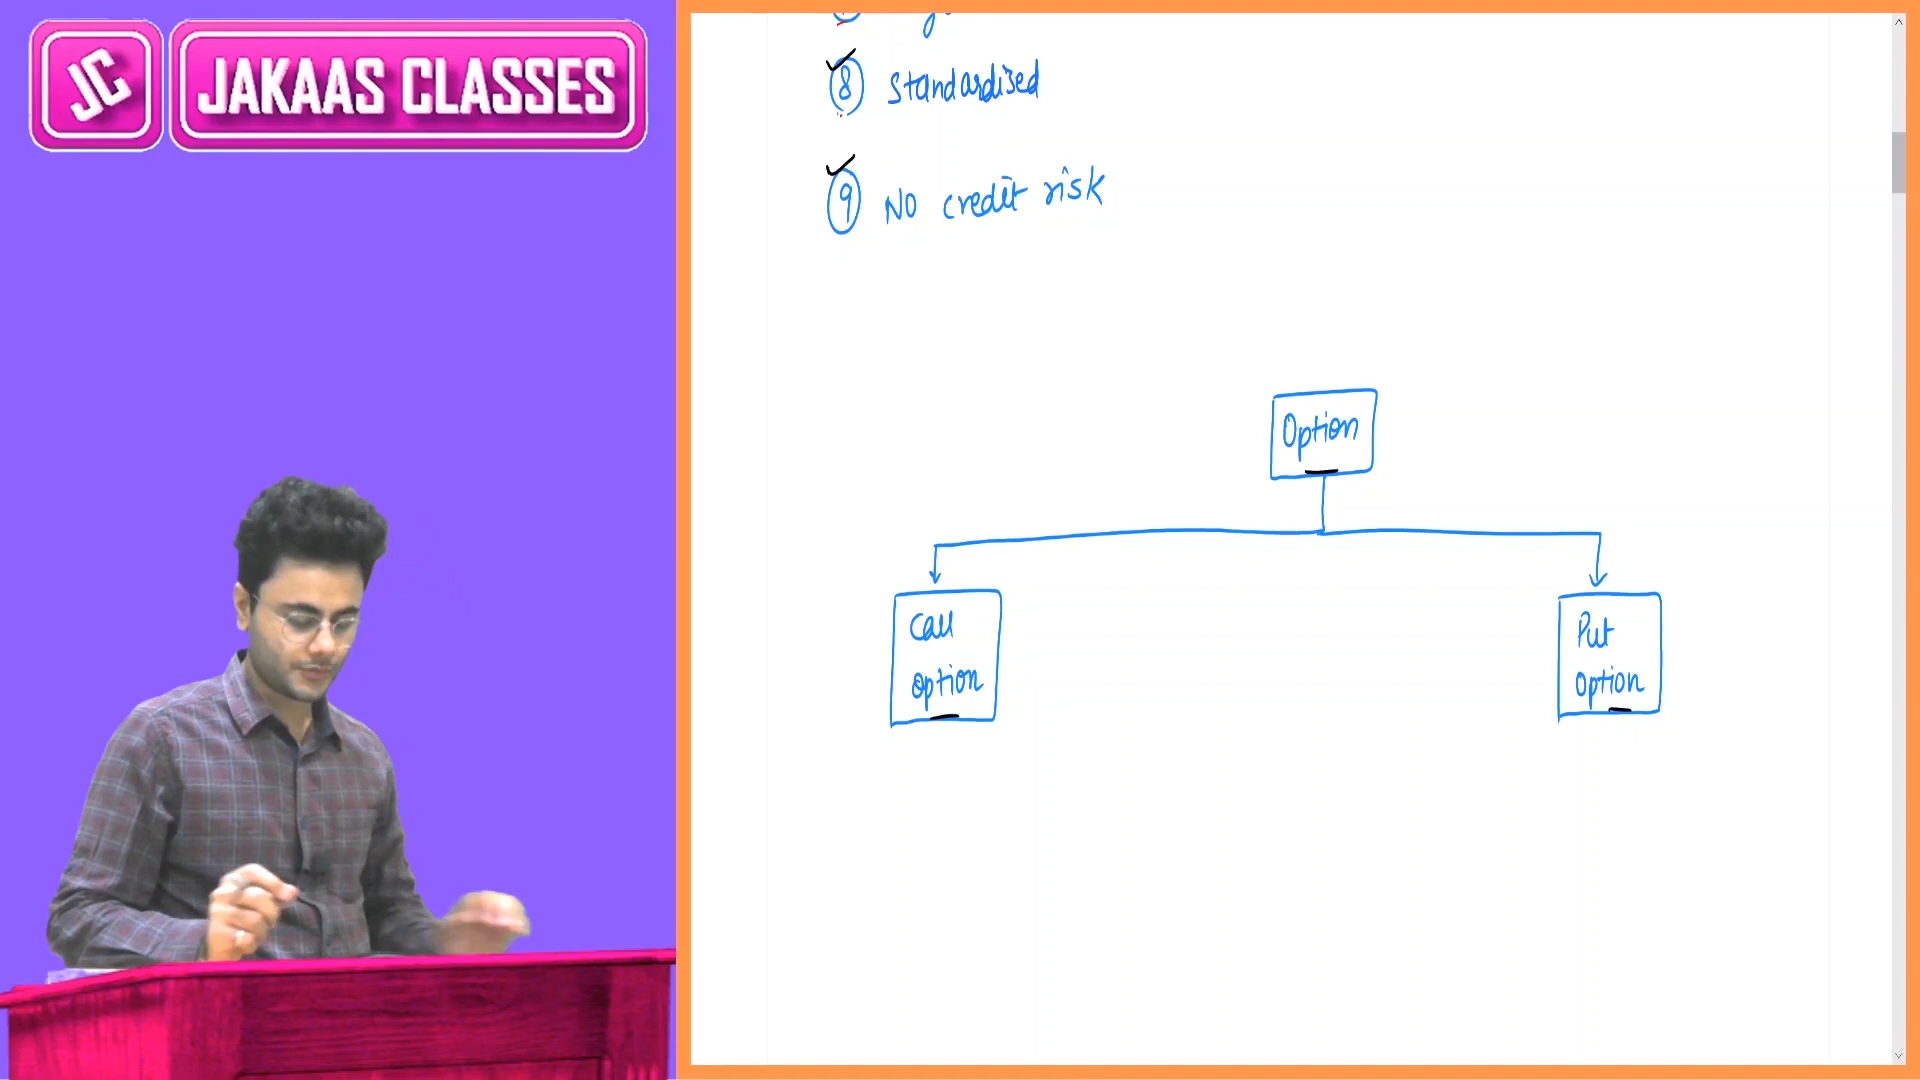 JC
JAKAAS CLASSES
8 Standardised
9 No credit risk
Option
Call
Option
Put
Option